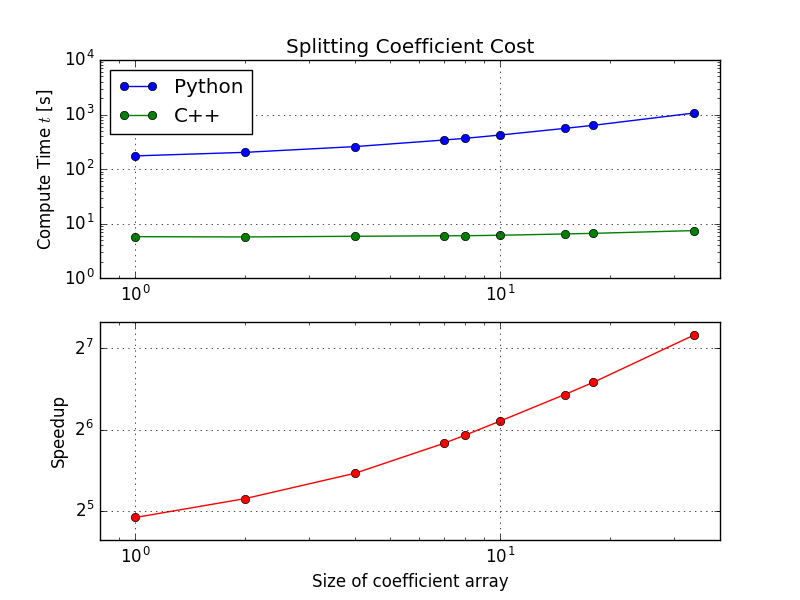 Splitting Coefficient Cost
Python
C++
Compute Time t [s]
10^4
10^3
10^2
10^1
10^0
10^0 10^1
Speedup
2^7
2^6
2^5
10^0 10^1
Size of coefficient array